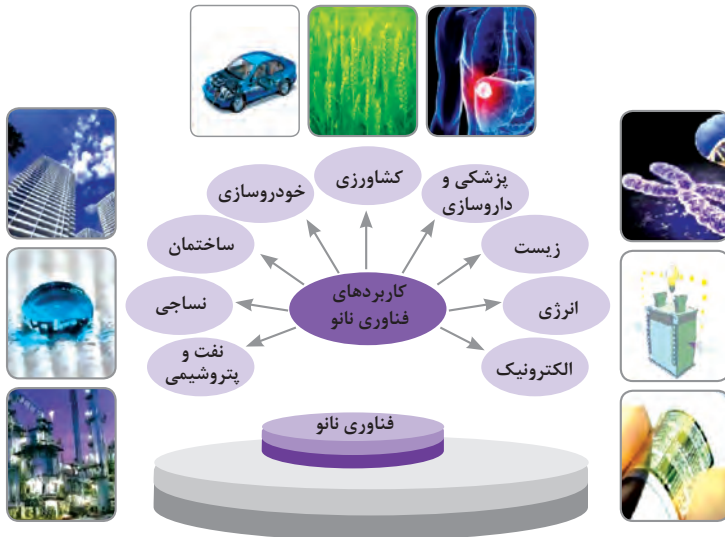 کشاورزی
پزشکی و
داروسازی
خودروسازی
زیست
ساختمان
کاربردهای
فناوری نانو
انرژی
نساجی
الکترونیک
نفت و
پتروشیمی
فناوری نانو